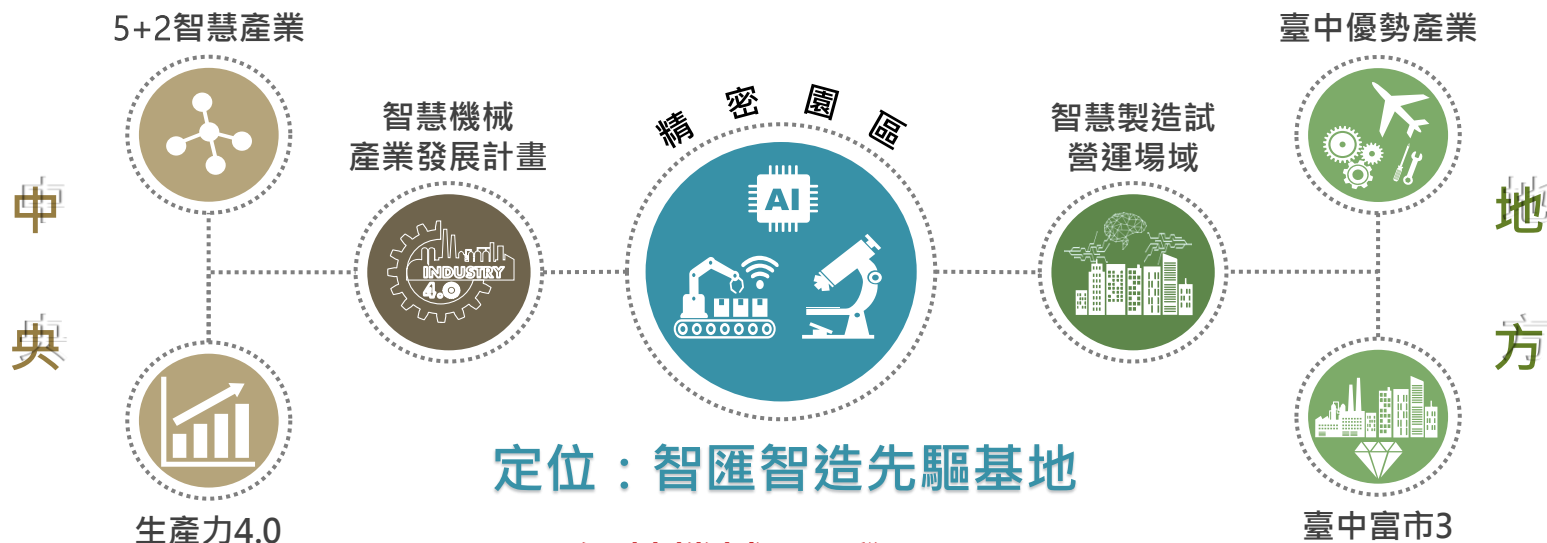 5+2智慧產業
臺中優勢產業
智慧機械
產業發展計畫
精密園區
智慧製造試
營運場域
AI
INDUSTRY
4.0
中央
地方
定位：智匯智造先驅基地
生產力4.0
臺中富市3